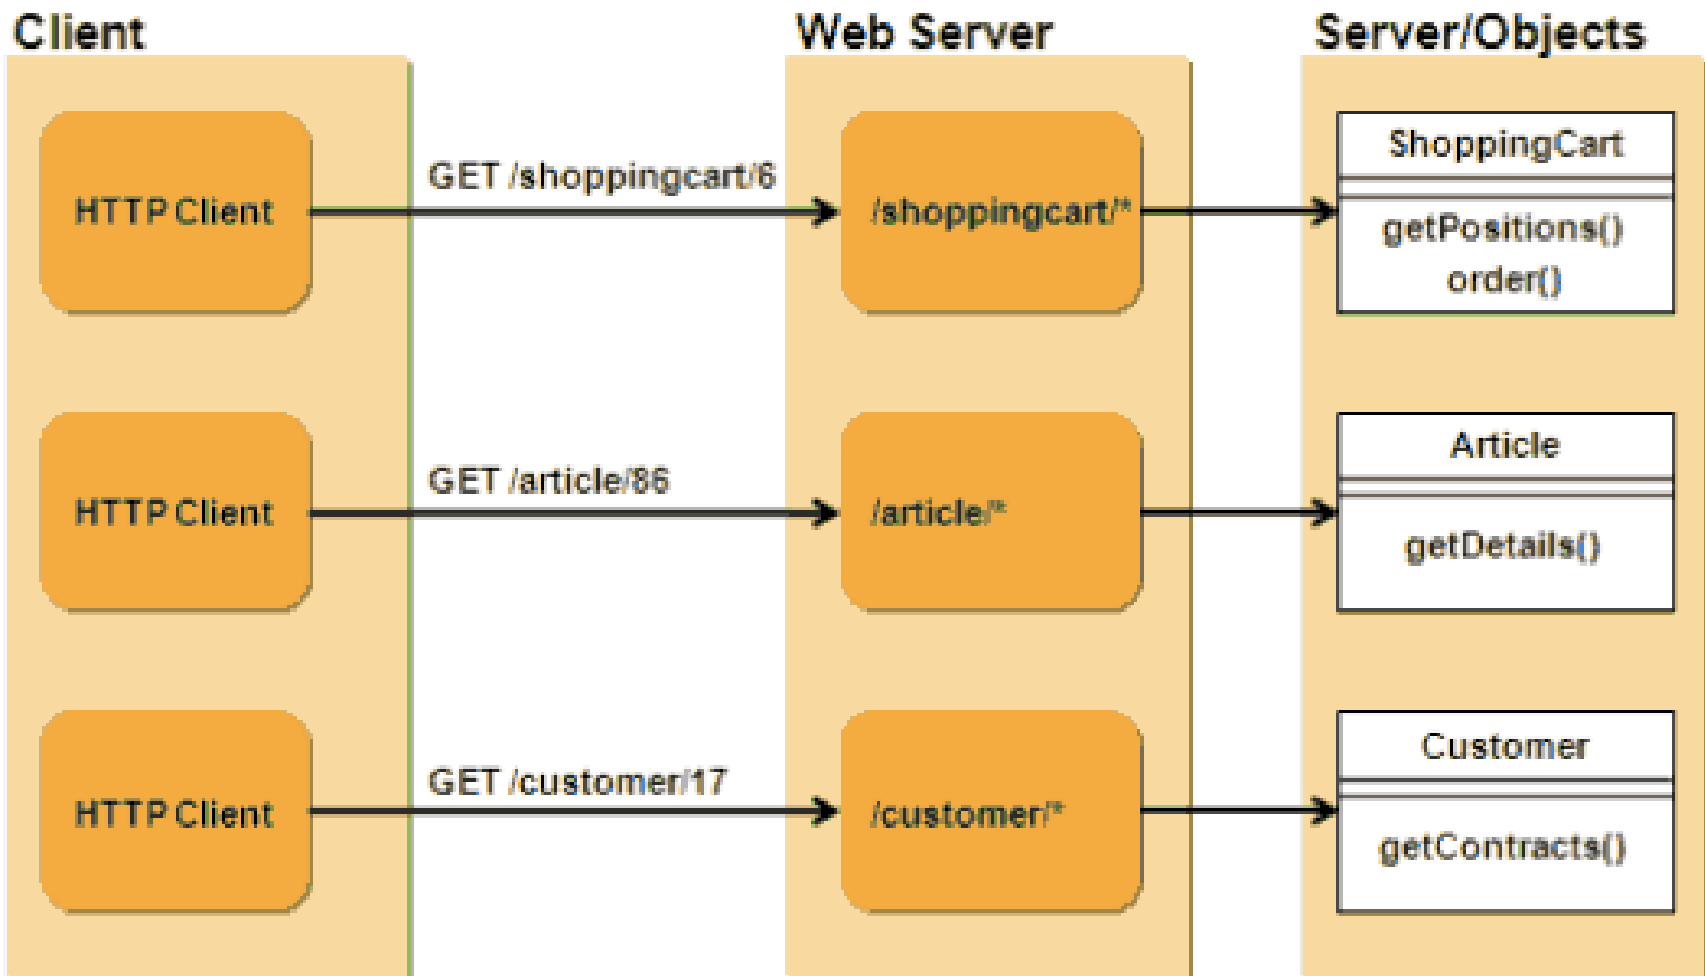 Client
Web Server
Server/Objects
HTTP Client
GET /shoppingcart/6
/shoppingcart/*
ShoppingCart
getPositions()
order()
HTTP Client
GET /article/86
/article/*
Article
getDetails()
HTTP Client
GET /customer/17
/customer/*
Customer
getContracts()